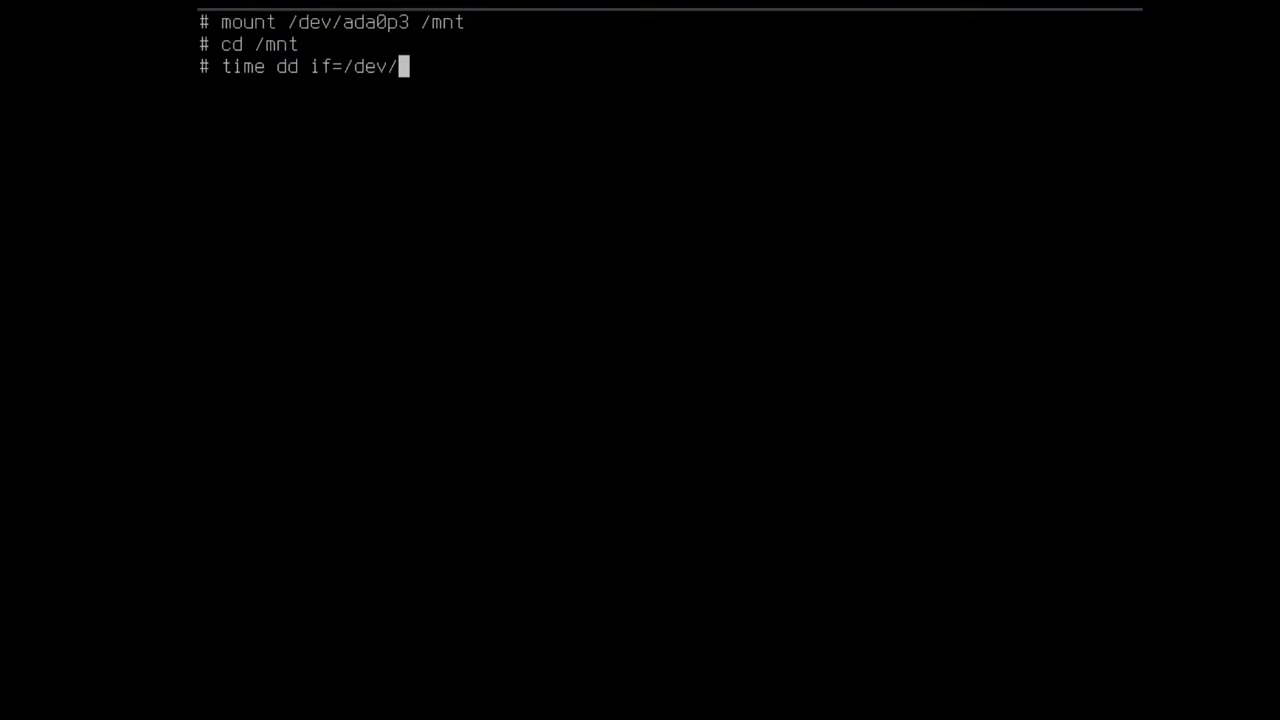 # mount /dev/ada0p3 /mnt
# cd /mnt
# time dd if=/dev/